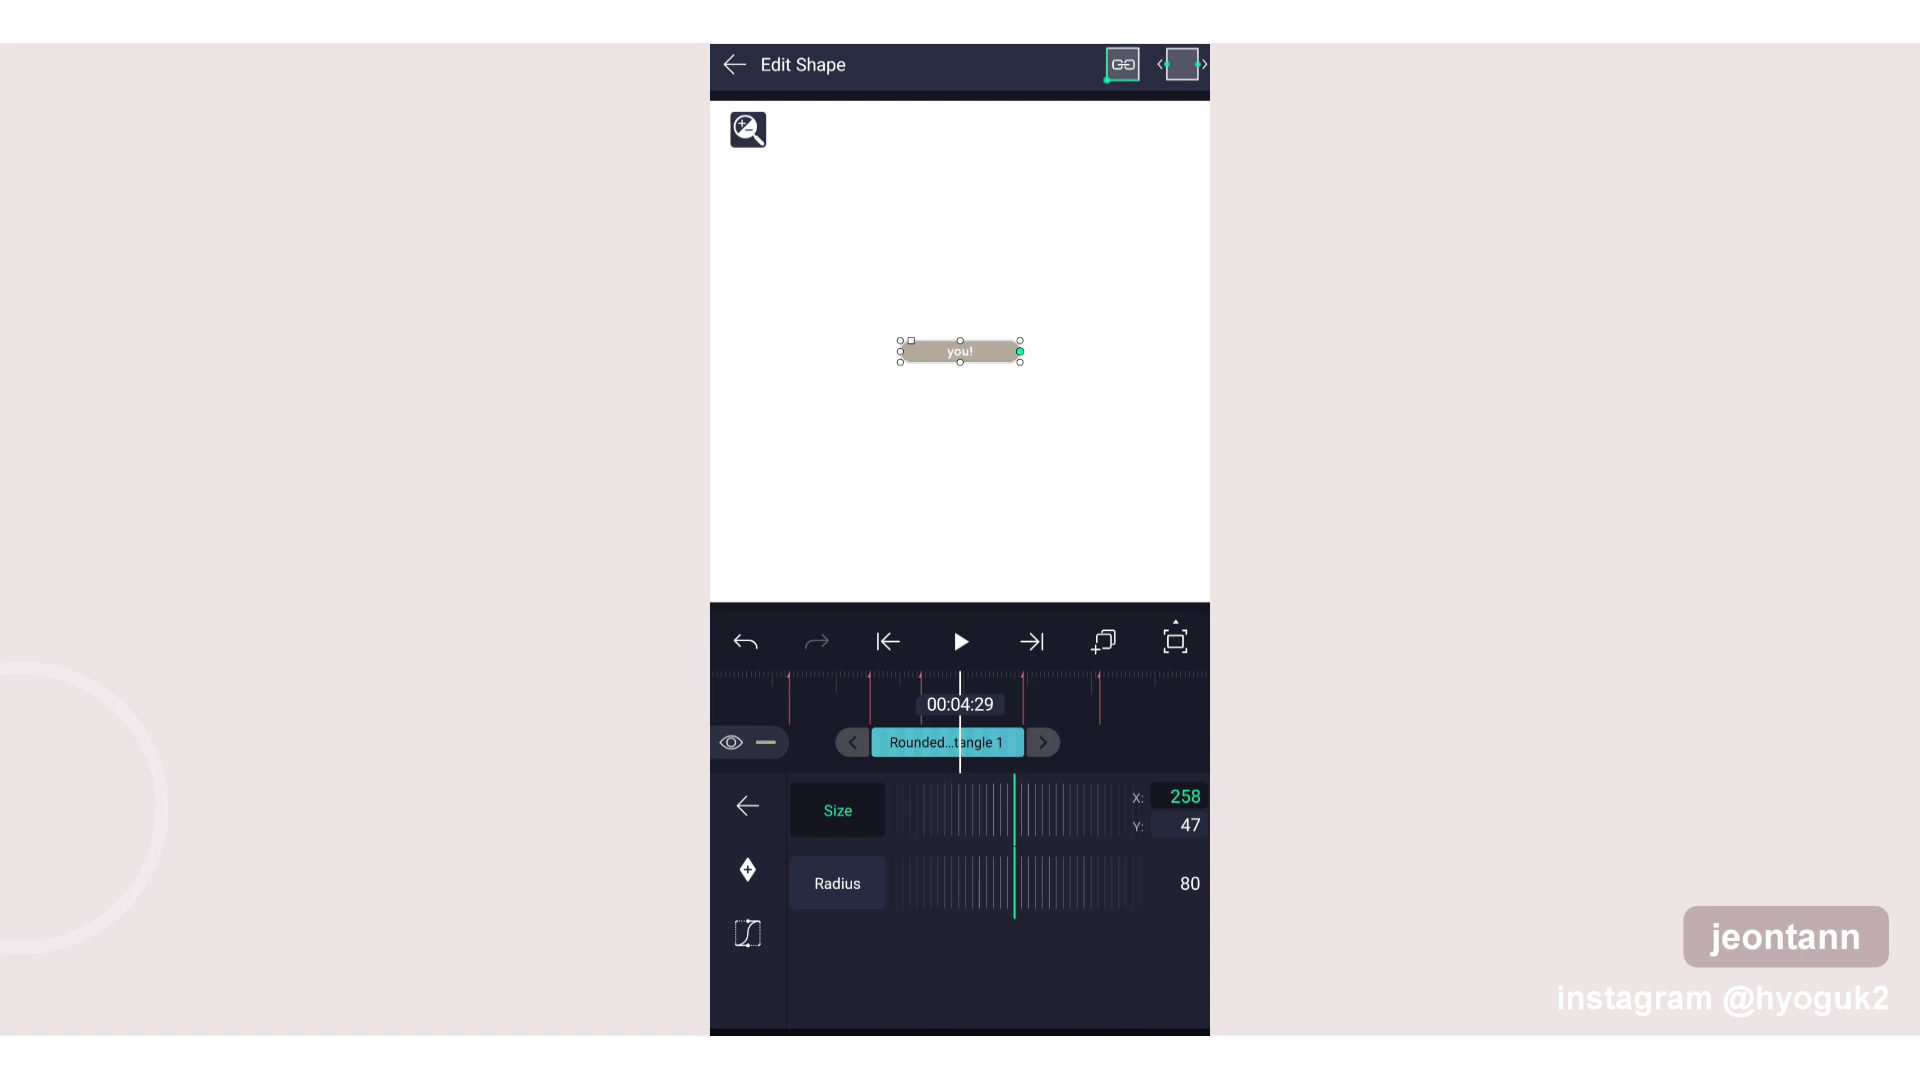 Edit Shape
you!
00:04:29
Rounded...tangle 1
Size
X: 258
Y: 47
Radius
80
jeontann
instagram @hyoguk2